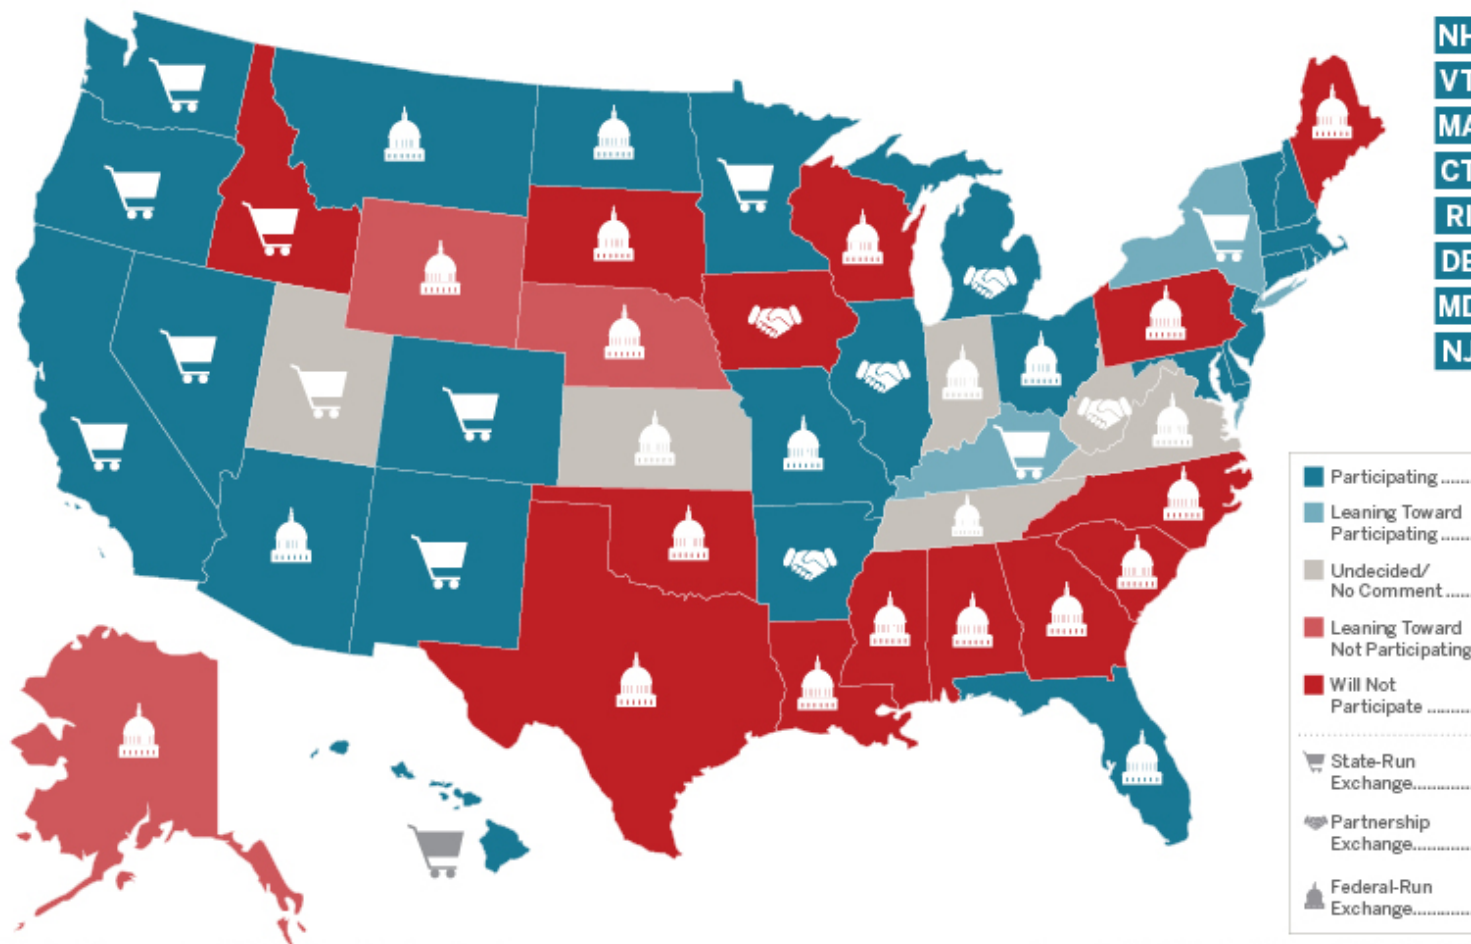 NH
VT
MA
CT
RI
DE
MD
NJ
Participating ........
Leaning Toward
Participating ........
Undecided/
No Comment ......
Leaning Toward
Not Participating
Will Not
Participate ...........
State-Run
Exchange..............
Partnership
Exchange..............
Federal-Run
Exchange..............